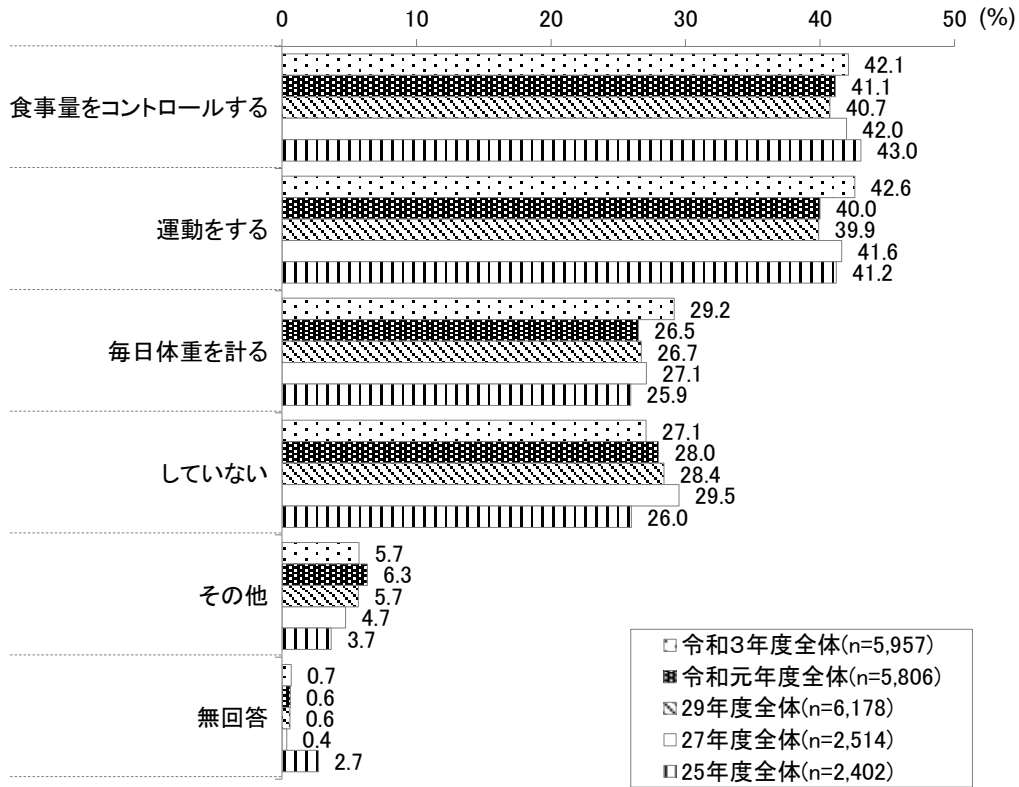 0 10 20 30 40 50 (%)
食事量をコントロールする
42.1
41.1
40.7
42.0
43.0
運動をする
42.6
40.0
39.9
41.6
41.2
毎日体重を計る
29.2
26.5
26.7
27.1
25.9
していない
27.1
28.0
28.4
29.5
26.0
その他
5.7
6.3
5.7
4.7
3.7
無回答
0.7
0.6
0.6
0.4
2.7
令和3年度全体(n=5,957)
令和元年度全体(n=5,806)
29年度全体(n=6,178)
27年度全体(n=2,514)
25年度全体(n=2,402)